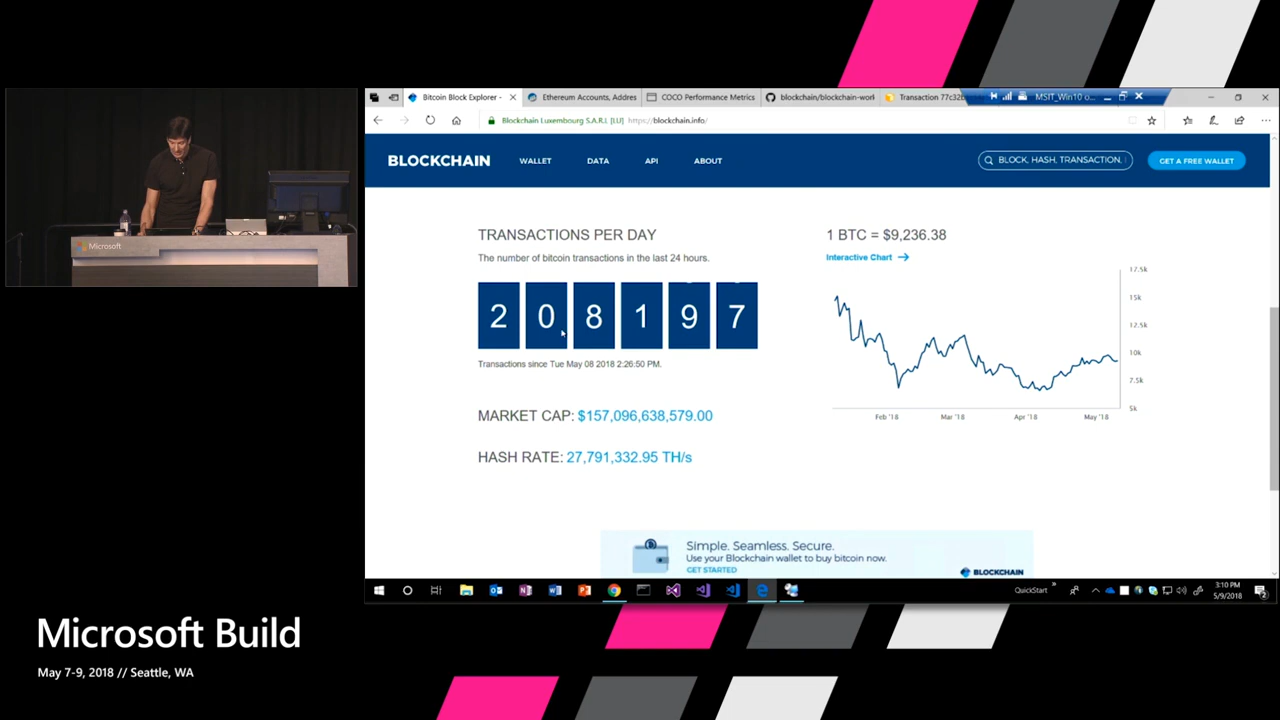 Bitcoin Block Explorer -
Ethereum Accounts, Addres
COCO Performance Metrics
blockchain/blockchain-work
Transaction 77c32b
MSIT_Win10 o...
Blockchain Luxembourg S.A.R.L [LU] https://blockchain.info/
BLOCKCHAIN
WALLET
DATA
API
ABOUT
BLOCK, HASH, TRANSACTION,
GET A FREE WALLET
TRANSACTIONS PER DAY
The number of bitcoin transactions in the last 24 hours.
2 0 8 1 9 7
Transactions since Tue May 08 2018 2:26:50 PM.
MARKET CAP: $157,096,638,579.00
HASH RATE: 27,791,332.95 TH/s
1 BTC = $9,236.38
Interactive Chart
17.5k
15k
12.5k
10k
7.5k
5k
Feb '18
Mar '18
Apr '18
May '18
Simple. Seamless. Secure.
Use your Blockchain wallet to buy bitcoin now.
GET STARTED
BLOCKCHAIN
QuickStart
3:10 PM
5/9/2018
Microsoft
Microsoft Build
May 7-9, 2018 // Seattle, WA